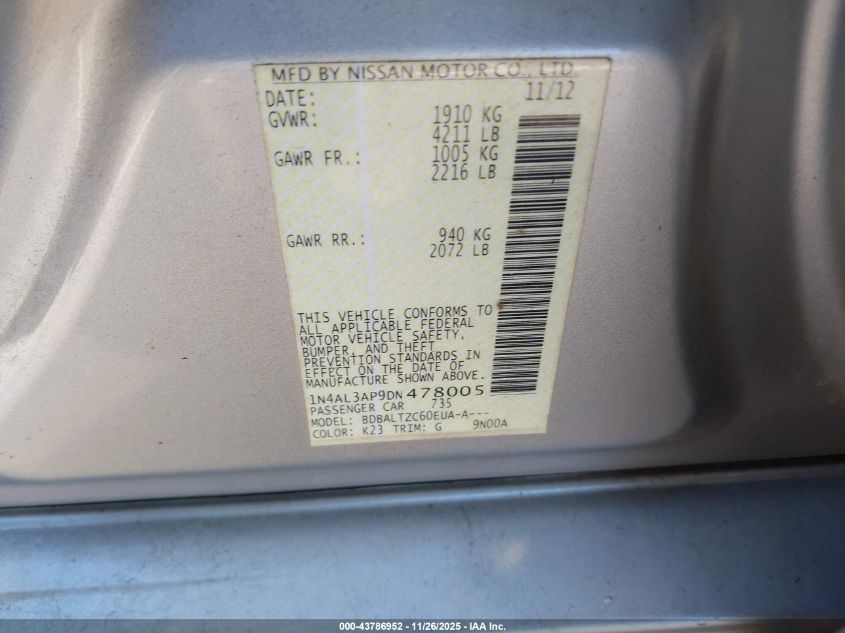 MFD BY NISSAN MOTOR CO., LTD.
DATE: 11/12
GVWR: 1910 KG
4211 LB
GAWR FR.: 1005 KG
2216 LB
GAWR RR.: 940 KG
2072 LB
THIS VEHICLE CONFORMS TO
ALL APPLICABLE FEDERAL
MOTOR VEHICLE SAFETY,
BUMPER, AND THEFT
PREVENTION STANDARDS IN
EFFECT ON THE DATE OF
MANUFACTURE SHOWN ABOVE.
1N4AL3AP9DN478005
PASSENGER CAR 735
MODEL: BDBALTZC60EUA-A---
COLOR: K23 TRIM: G 9N00A
000-43786952 - 11/26/2025 - IAA Inc.